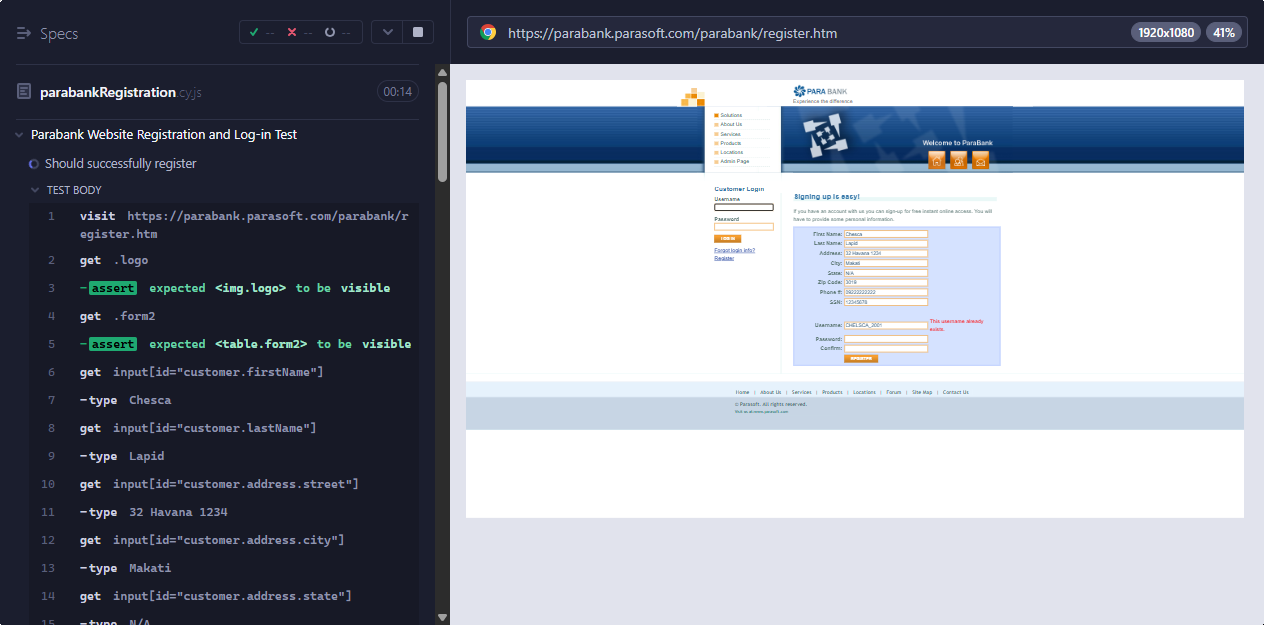 Specs
-- -- --
https://parabank.parasoft.com/parabank/register.htm
1920x1080 41%
parabankRegistration.cy.js
00:14
Parabank Website Registration and Log-in Test
Should successfully register
TEST BODY
1 visit https://parabank.parasoft.com/parabank/r
egister.htm
2 get .logo
3 -assert expected <img.logo> to be visible
4 get .form2
5 -assert expected <table.form2> to be visible
6 get input[id="customer.firstName"]
7 -type Chesca
8 get input[id="customer.lastName"]
9 -type Lapid
10 get input[id="customer.address.street"]
11 -type 32 Havana 1234
12 get input[id="customer.address.city"]
13 -type Makati
14 get input[id="customer.address.state"]
15 -type N/A
PARA BANK
Experience the difference
Solutions
About Us
Services
Products
Locations
Admin Page
Welcome to ParaBank
Customer Login
Username
Password
LOG IN
Forgot login info?
Register
Signing up is easy!
If you have an account with us you can sign-up for free instant online access. You will
have to provide some personal information.
First Name: Chesca
Last Name: Lapid
Address: 32 Havana 1234
City: Makati
State: N/A
Zip Code: 3019
Phone #:
SSN: 12345678
Username: CHELSCA_2001 This username already
exists.
Password:
Confirm:
REGISTER
Home | About Us | Services | Products | Locations | Forum | Site Map | Contact Us
© Parasoft. All rights reserved.
Visit us at www.parasoft.com